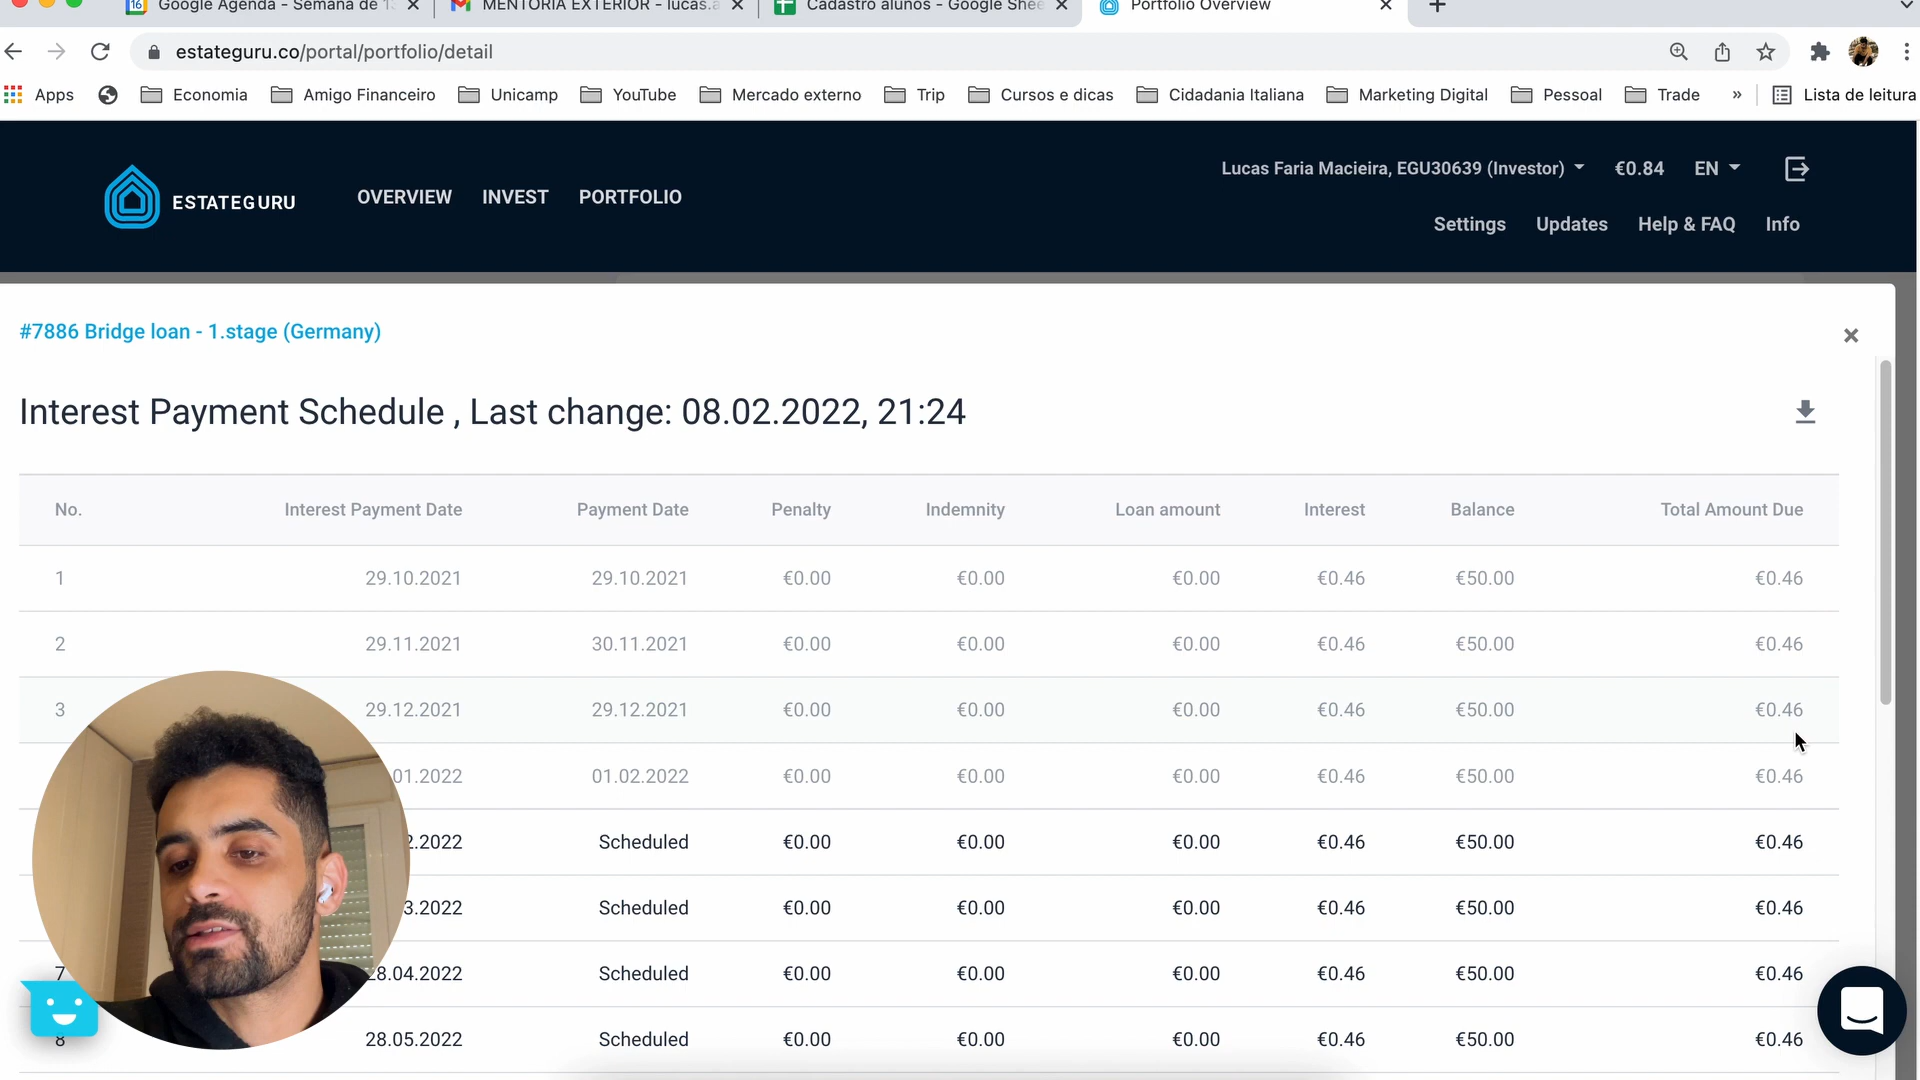 Google Agenda - Semana de 13
MENTORIA EXTERIOR - lucas.a
Cadastro alunos - Google Shee
Portfolio Overview
estateguru.co/portal/portfolio/detail
Apps Economia Amigo Financeiro Unicamp YouTube Mercado externo Trip Cursos e dicas Cidadania Italiana Marketing Digital Pessoal Trade » Lista de leitura
Lucas Faria Macieira, EGU30639 (Investor) €0.84 EN
ESTATEGURU OVERVIEW INVEST PORTFOLIO
Settings Updates Help & FAQ Info
#7886 Bridge loan - 1.stage (Germany)
Interest Payment Schedule , Last change: 08.02.2022, 21:24
No. Interest Payment Date Payment Date Penalty Indemnity Loan amount Interest Balance Total Amount Due
1 29.10.2021 29.10.2021 €0.00 €0.00 €0.00 €0.46 €50.00 €0.46
2 29.11.2021 30.11.2021 €0.00 €0.00 €0.00 €0.46 €50.00 €0.46
3 29.12.2021 29.12.2021 €0.00 €0.00 €0.00 €0.46 €50.00 €0.46
01.2022 01.02.2022 €0.00 €0.00 €0.00 €0.46 €50.00 €0.46
2.2022 Scheduled €0.00 €0.00 €0.00 €0.46 €50.00 €0.46
3.2022 Scheduled €0.00 €0.00 €0.00 €0.46 €50.00 €0.46
7 28.04.2022 Scheduled €0.00 €0.00 €0.00 €0.46 €50.00 €0.46
8 28.05.2022 Scheduled €0.00 €0.00 €0.00 €0.46 €50.00 €0.46